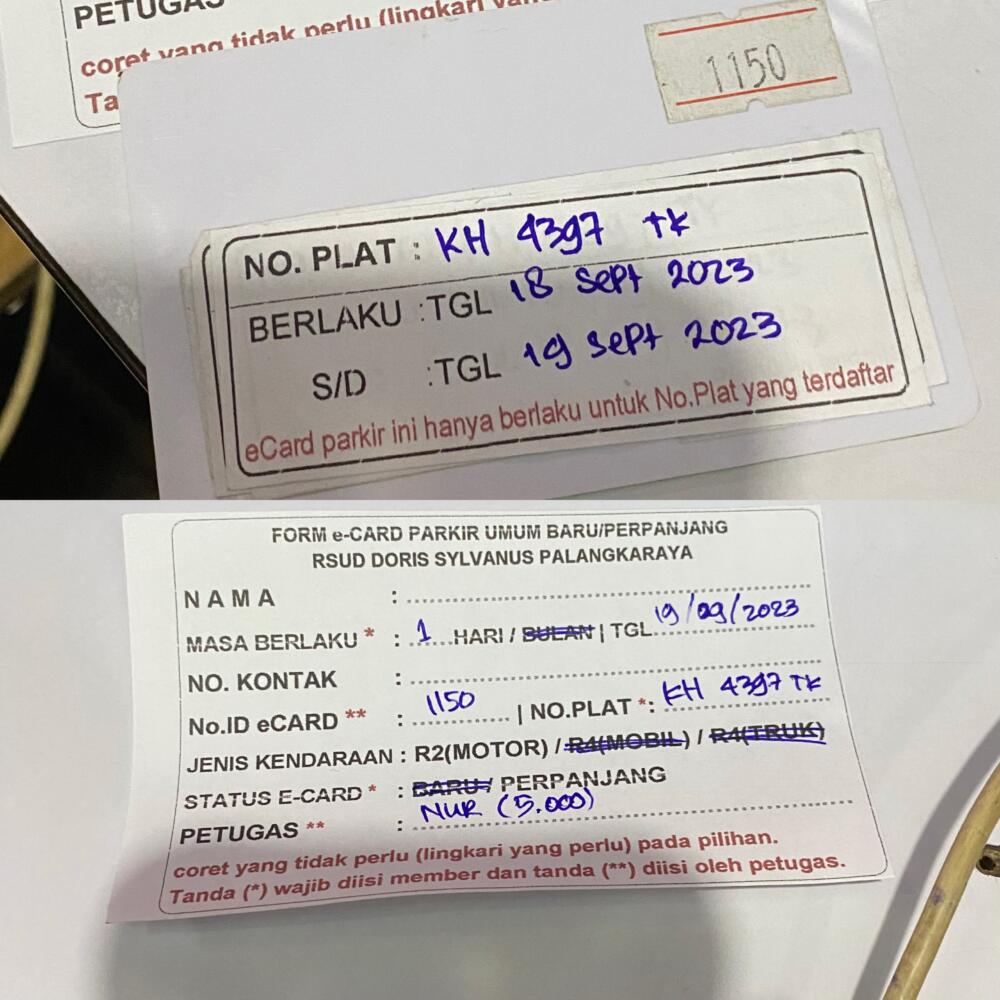 PETUGAS
coret yang tidak perlu (lingkari yang
Ta
1150
NO. PLAT : KH 4397 TK
BERLAKU : TGL 18 Sept 2023
S/D : TGL 19 Sept 2023
eCard parkir ini hanya berlaku untuk No.Plat yang terdaftar
FORM e-CARD PARKIR UMUM BARU/PERPANJANG
RSUD DORIS SYLVANUS PALANGKARAYA
NAMA :
MASA BERLAKU * : 1 HARI / BULAN | TGL 19/09/2023
NO. KONTAK :
No.ID eCARD ** : 1150 | NO.PLAT *: KH 4397 TK
JENIS KENDARAAN : R2(MOTOR) / R4(MOBIL) / R4(TRUK)
STATUS E-CARD * : BARU / PERPANJANG
PETUGAS ** : NUR (5.000)
coret yang tidak perlu (lingkari yang perlu) pada pilihan.
Tanda (*) wajib diisi member dan tanda (**) diisi oleh petugas.